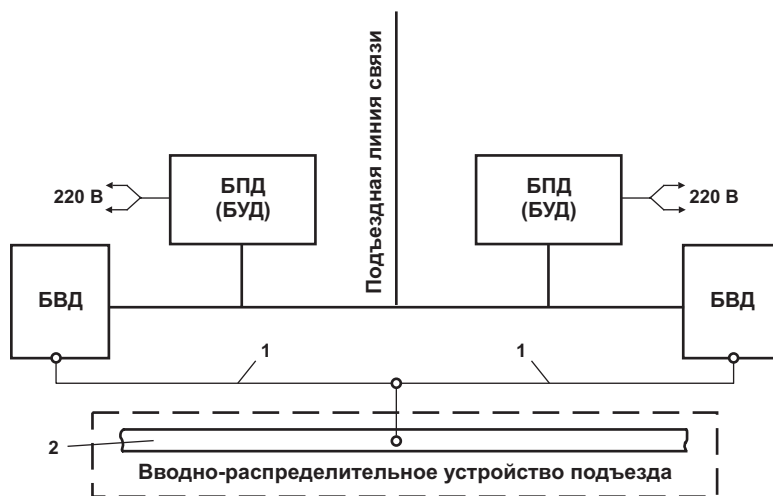 Подъездная линия связи
БПД
(БУД)
220 В
БПД
(БУД)
220 В
БВД
БВД
1
1
2
Вводно-распределительное устройство подъезда